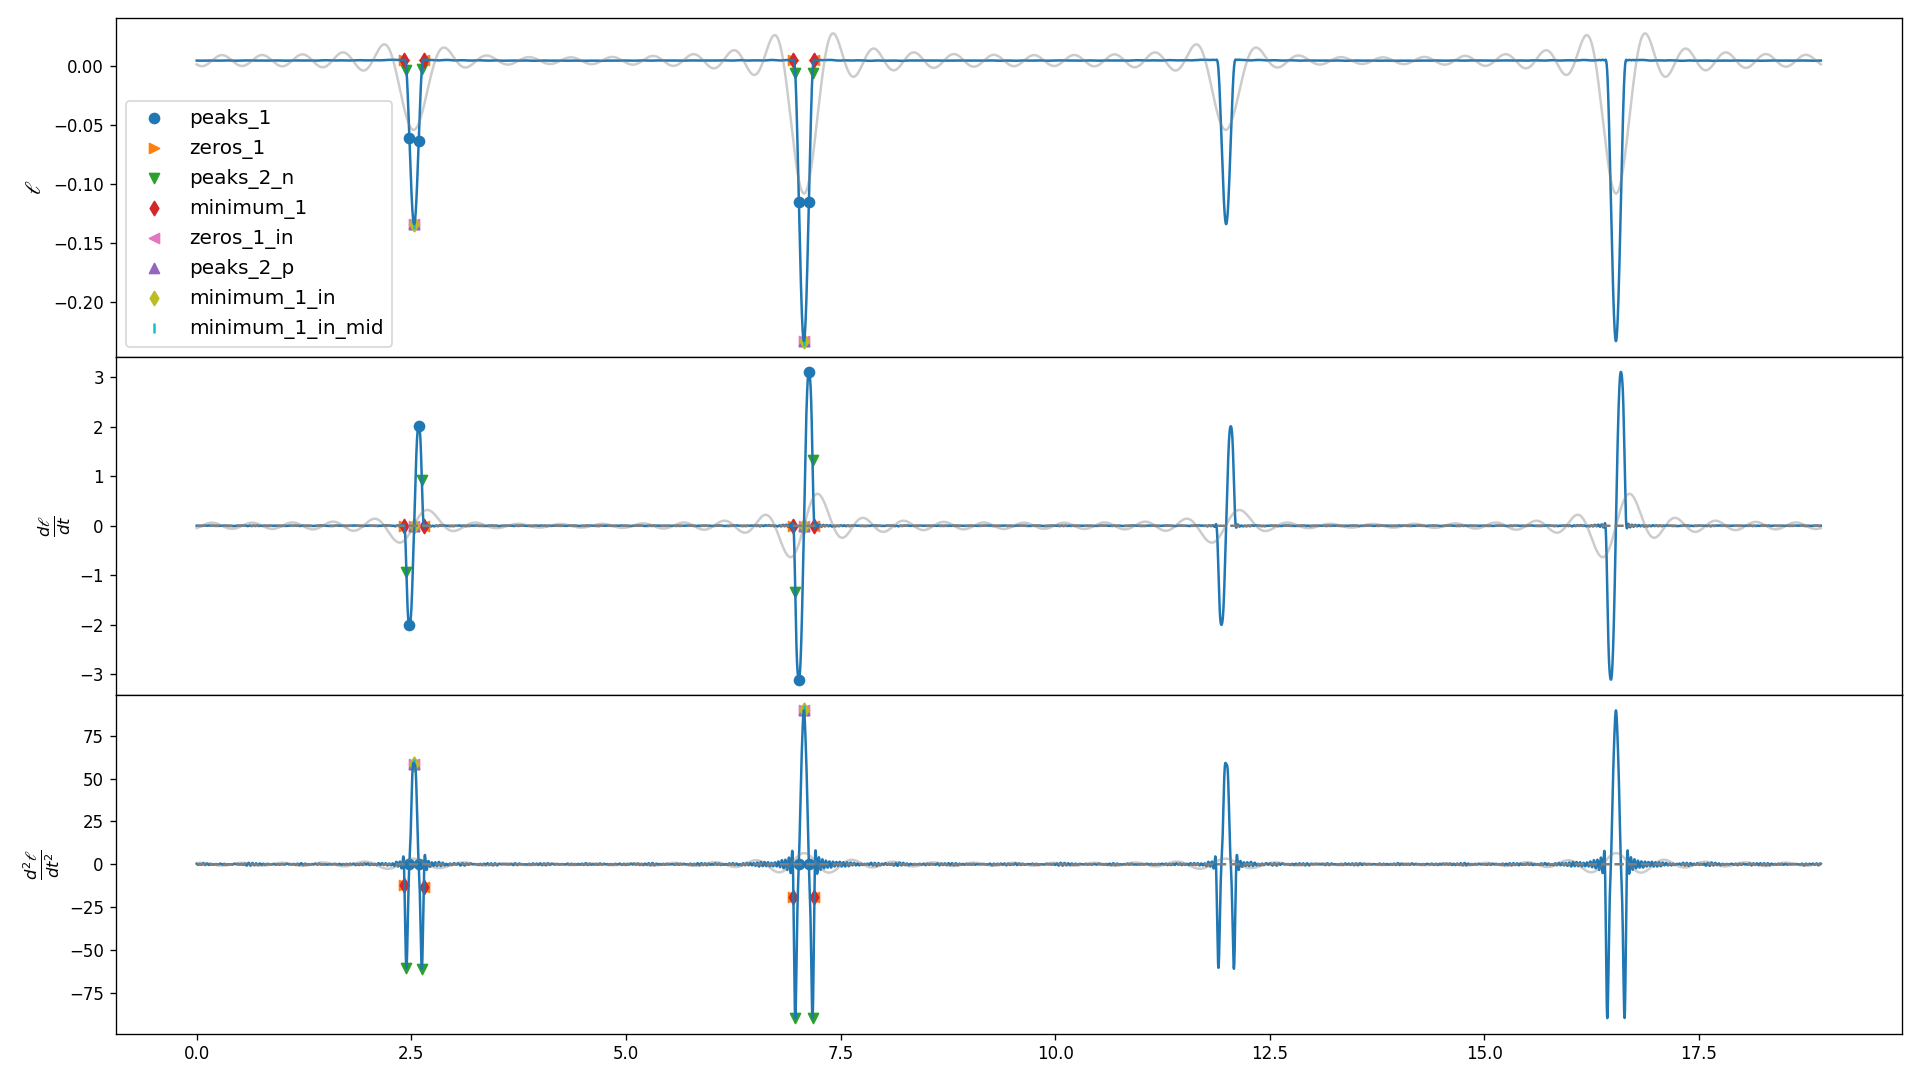 0.00
−0.05
−0.10
−0.15
−0.20
ℓ
peaks_1
zeros_1
peaks_2_n
minimum_1
zeros_1_in
peaks_2_p
minimum_1_in
minimum_1_in_mid
3
2
1
0
−1
−2
−3
dℓ/dt
75
50
25
0
−25
−50
−75
d²ℓ/dt²
0.0 2.5 5.0 7.5 10.0 12.5 15.0 17.5